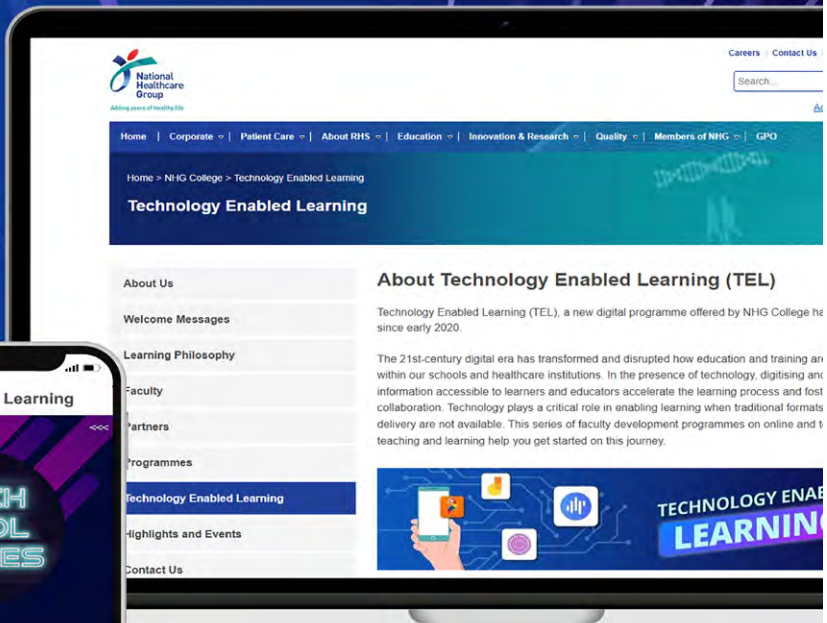 Careers
Contact Us
National
Healthcare
Group
Adding years of healthy life
Search...
Home | Corporate | Patient Care | About RHS | Education | Innovation & Research | Quality | Members of NHG | GPO
Home > NHG College > Technology Enabled Learning
Technology Enabled Learning
About Us
Welcome Messages
Learning Philosophy
Faculty
Partners
Programmes
Technology Enabled Learning
Highlights and Events
Contact Us
About Technology Enabled Learning (TEL)
Technology Enabled Learning (TEL), a new digital programme offered by NHG College ha
since early 2020.
The 21st-century digital era has transformed and disrupted how education and training are
within our schools and healthcare institutions. In the presence of technology, digitising and
information accessible to learners and educators accelerate the learning process and fost
collaboration. Technology plays a critical role in enabling learning when traditional formats
delivery are not available. This series of faculty development programmes on online and t
teaching and learning help you get started on this journey.
TECHNOLOGY ENAB
LEARNING
Learning
<<<